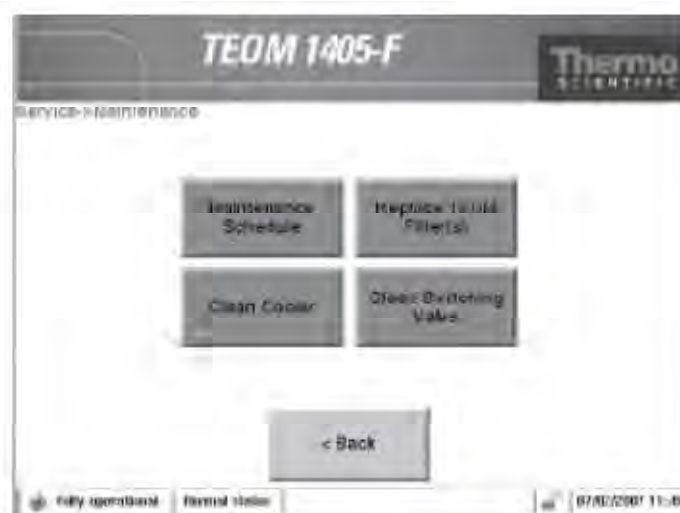 TEOM 1405-F
Thermo
SCIENTIFIC
Service->Maintenance
Maintenance
Schedule
Replace TEOM
Filter(s)
Clean Cooler
Clean Switching
Valve
< Back
Fully operational
Normal status